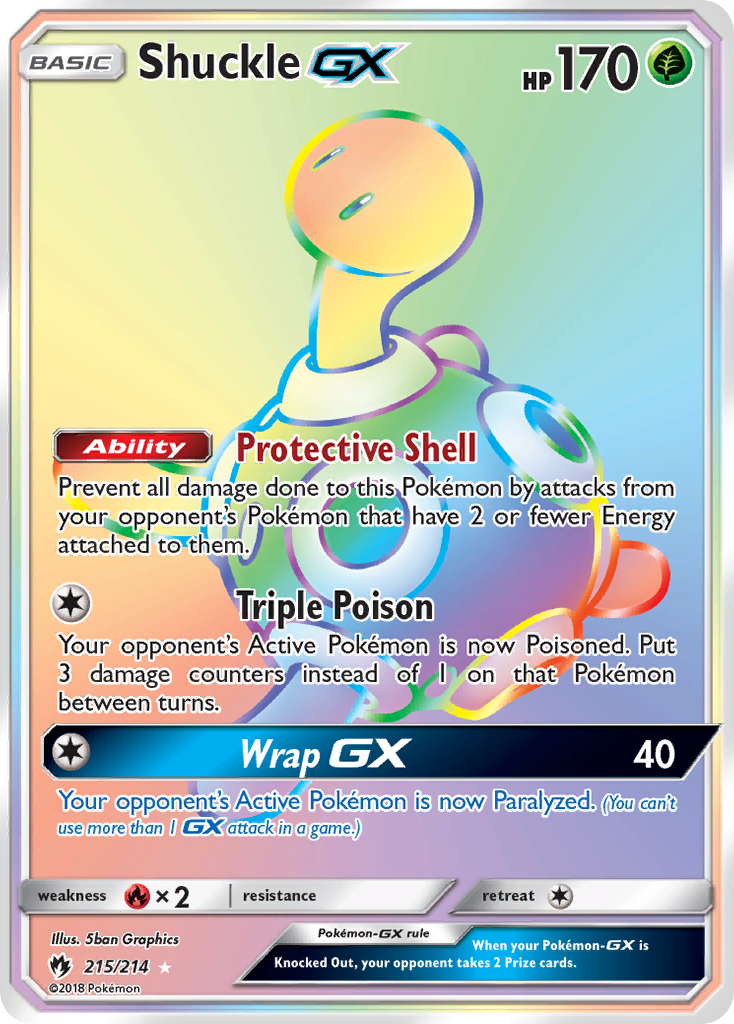 BASIC Shuckle GX HP 170
Ability Protective Shell
Prevent all damage done to this Pokémon by attacks from
your opponent's Pokémon that have 2 or fewer Energy
attached to them.
Triple Poison
Your opponent's Active Pokémon is now Poisoned. Put
3 damage counters instead of 1 on that Pokémon
between turns.
Wrap GX 40
Your opponent's Active Pokémon is now Paralyzed. (You can't
use more than 1 GX attack in a game.)
weakness × 2 resistance retreat
Illus. 5ban Graphics
215/214
©2018 Pokémon
Pokémon-GX rule
When your Pokémon-GX is
Knocked Out, your opponent takes 2 Prize cards.